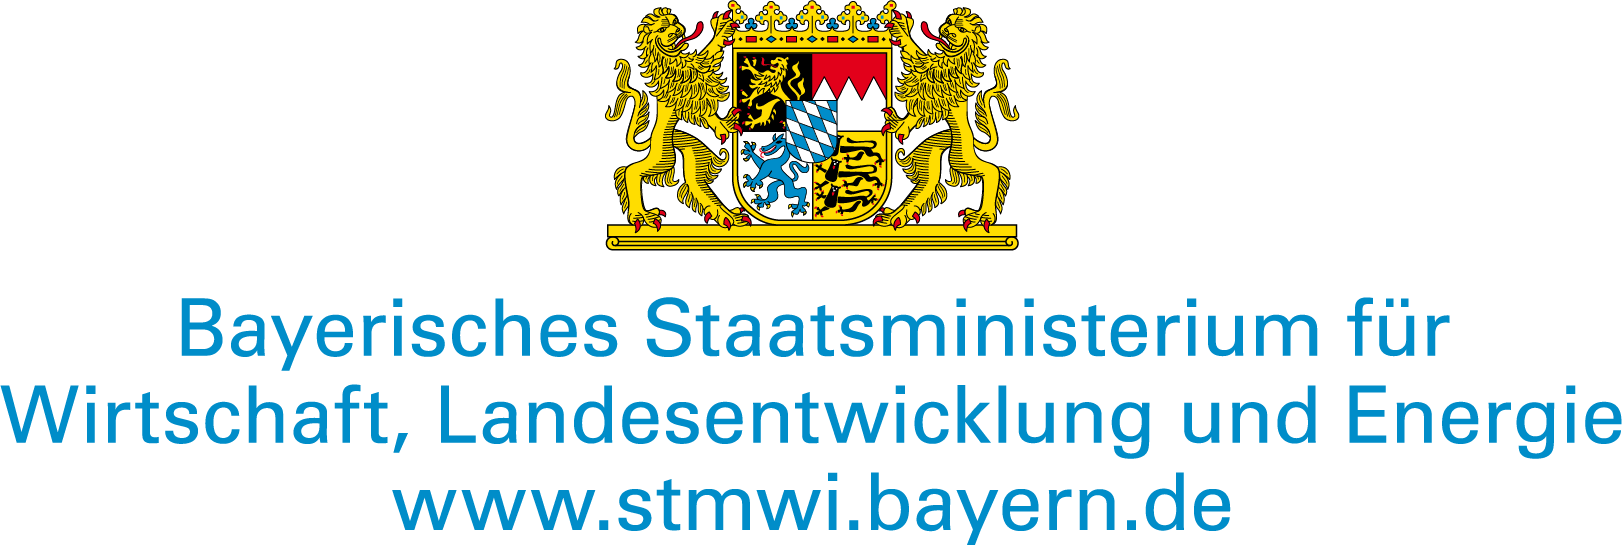 Bayerisches Staatsministerium für
Wirtschaft, Landesentwicklung und Energie
www.stmwi.bayern.de